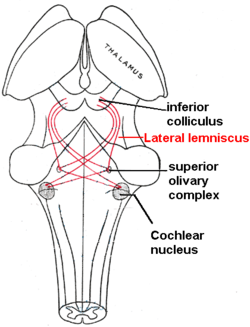 THALAMUS
inferior
colliculus
Lateral lemniscus
superior
olivary
complex
Cochlear
nucleus